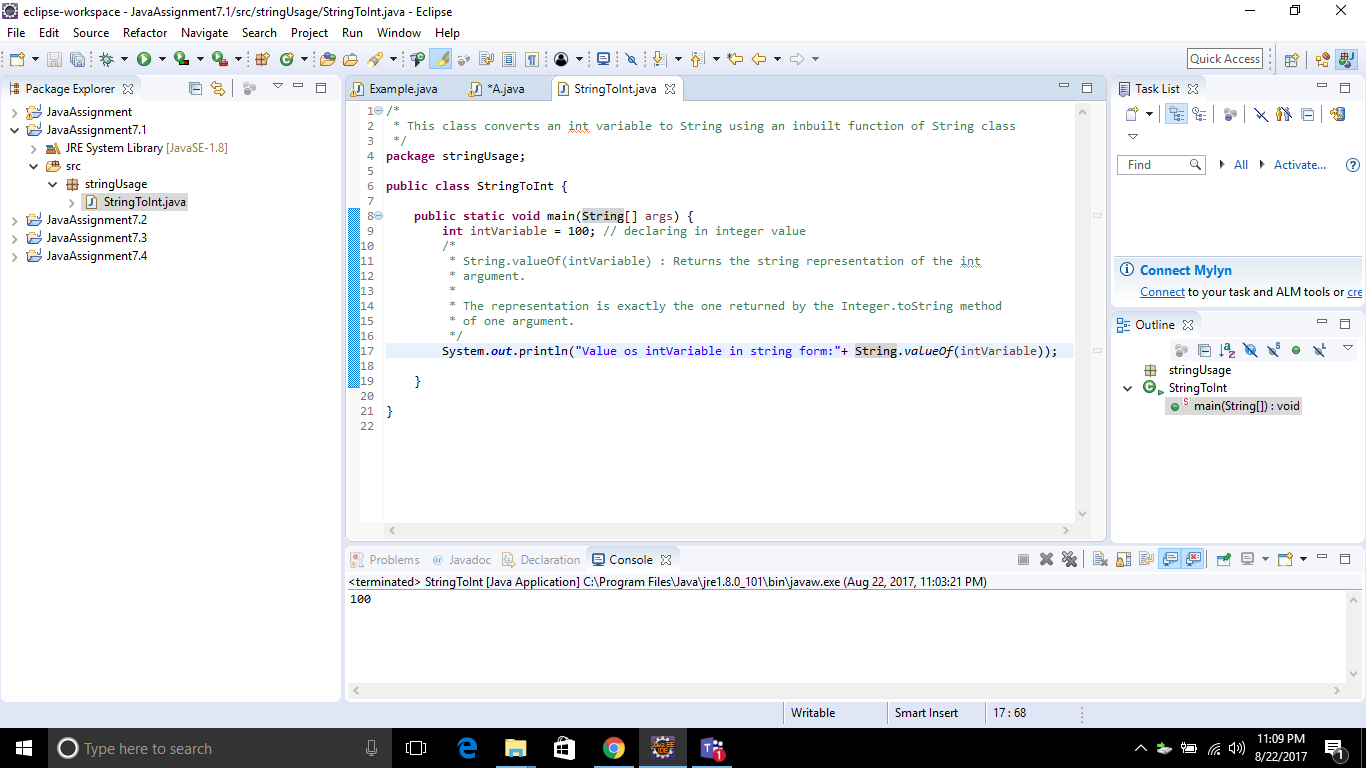 eclipse-workspace - JavaAssignment7.1/src/stringUsage/StringToInt.java - Eclipse
File Edit Source Refactor Navigate Search Project Run Window Help
Quick Access
Package Explorer
JavaAssignment
JavaAssignment7.1
JRE System Library [JavaSE-1.8]
src
stringUsage
StringToInt.java
JavaAssignment7.2
JavaAssignment7.3
JavaAssignment7.4
Example.java *A.java StringToInt.java
1 /*
2 * This class converts an int variable to String using an inbuilt function of String class
3 */
4 package stringUsage;
5
6 public class StringToInt {
7
8 public static void main(String[] args) {
9 int intVariable = 100; // declaring in integer value
10 /*
11 * String.valueOf(intVariable) : Returns the string representation of the int
12 * argument.
13 *
14 * The representation is exactly the one returned by the Integer.toString method
15 * of one argument.
16 */
17 System.out.println("Value os intVariable in string form:"+ String.valueOf(intVariable));
18
19 }
20
21 }
22
Task List
Find All Activate...
Connect Mylyn
Connect to your task and ALM tools or cre
Outline
stringUsage
StringToInt
main(String[]) : void
Problems @ Javadoc Declaration Console
<terminated> StringToInt [Java Application] C:\Program Files\Java\jre1.8.0_101\bin\javaw.exe (Aug 22, 2017, 11:03:21 PM)
100
Writable Smart Insert 17 : 68
Type here to search
11:09 PM
8/22/2017